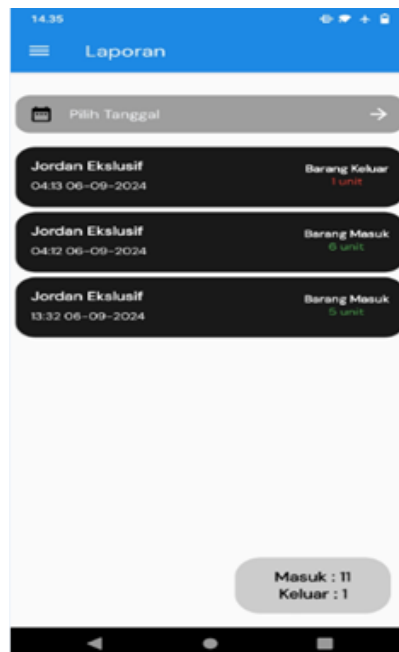 14.35
Laporan
Pilih Tanggal
Jordan Ekslusif
Barang Keluar
04:13 06-09-2024
1 unit
Jordan Ekslusif
Barang Masuk
04:12 06-09-2024
6 unit
Jordan Ekslusif
Barang Masuk
13:32 06-09-2024
5 unit
Masuk : 11
Keluar : 1